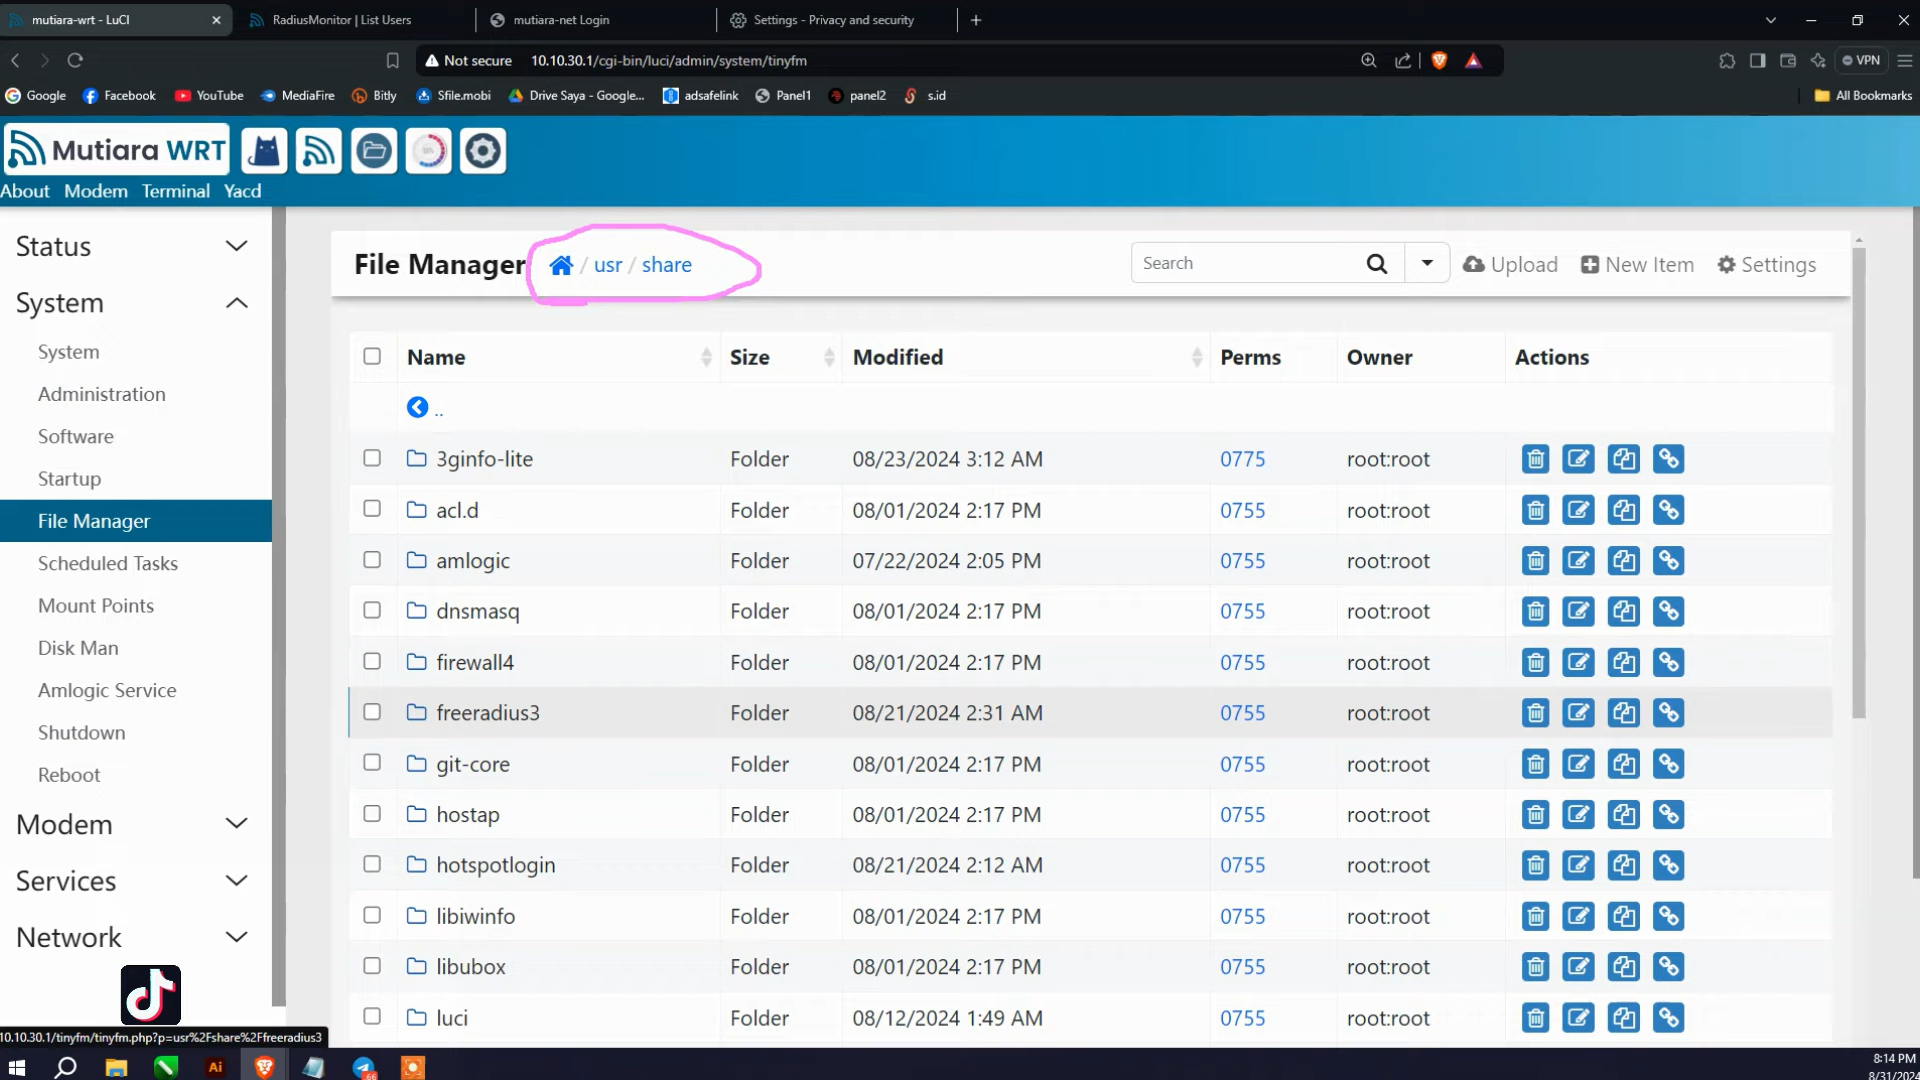 mutiara-wrt - LuCI
RadiusMonitor | List Users
mutiara-net Login
Settings - Privacy and security
Not secure 10.10.30.1/cgi-bin/luci/admin/system/tinyfm
VPN
Google Facebook YouTube MediaFire Bitly Sfile.mobi Drive Saya - Google... adsafelink Panel1 panel2 s.id All Bookmarks
Mutiara WRT
About Modem Terminal Yacd
Status
System
System
Administration
Software
Startup
File Manager
Scheduled Tasks
Mount Points
Disk Man
Amlogic Service
Shutdown
Reboot
Modem
Services
Network
File Manager / usr / share
Search
Upload New Item Settings
Name Size Modified Perms Owner Actions
..
3ginfo-lite Folder 08/23/2024 3:12 AM 0775 root:root
acl.d Folder 08/01/2024 2:17 PM 0755 root:root
amlogic Folder 07/22/2024 2:05 PM 0755 root:root
dnsmasq Folder 08/01/2024 2:17 PM 0755 root:root
firewall4 Folder 08/01/2024 2:17 PM 0755 root:root
freeradius3 Folder 08/21/2024 2:31 AM 0755 root:root
git-core Folder 08/01/2024 2:17 PM 0755 root:root
hostap Folder 08/01/2024 2:17 PM 0755 root:root
hotspotlogin Folder 08/21/2024 2:12 AM 0755 root:root
libiwinfo Folder 08/01/2024 2:17 PM 0755 root:root
libubox Folder 08/01/2024 2:17 PM 0755 root:root
luci Folder 08/12/2024 1:49 AM 0755 root:root
10.10.30.1/tinyfm/tinyfm.php?p=usr%2Fshare%2Ffreeradius3
Ai
66
8:14 PM
8/31/2024